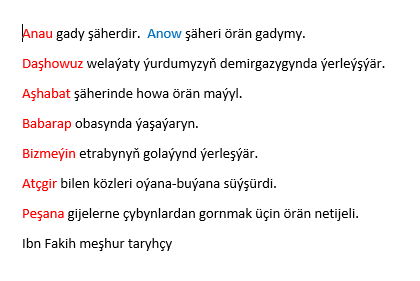 Anau gady şäherdir. Anow şäheri örän gadymy.
Daşhowuz welaýaty ýurdumyzyň demirgazygynda ýerleýşýär.
Aşhabat şäherinde howa örän maýyl.
Babarap obasynda ýaşaýaryn.
Bizmeýin etrabynyň golaýynd ýerleşýär.
Atçgir bilen közleri oýana-buýana süýşürdi.
Peşana gijelerne çybynlardan gornmak üçin örän netijeli.
Ibn Fakih meşhur taryhçy